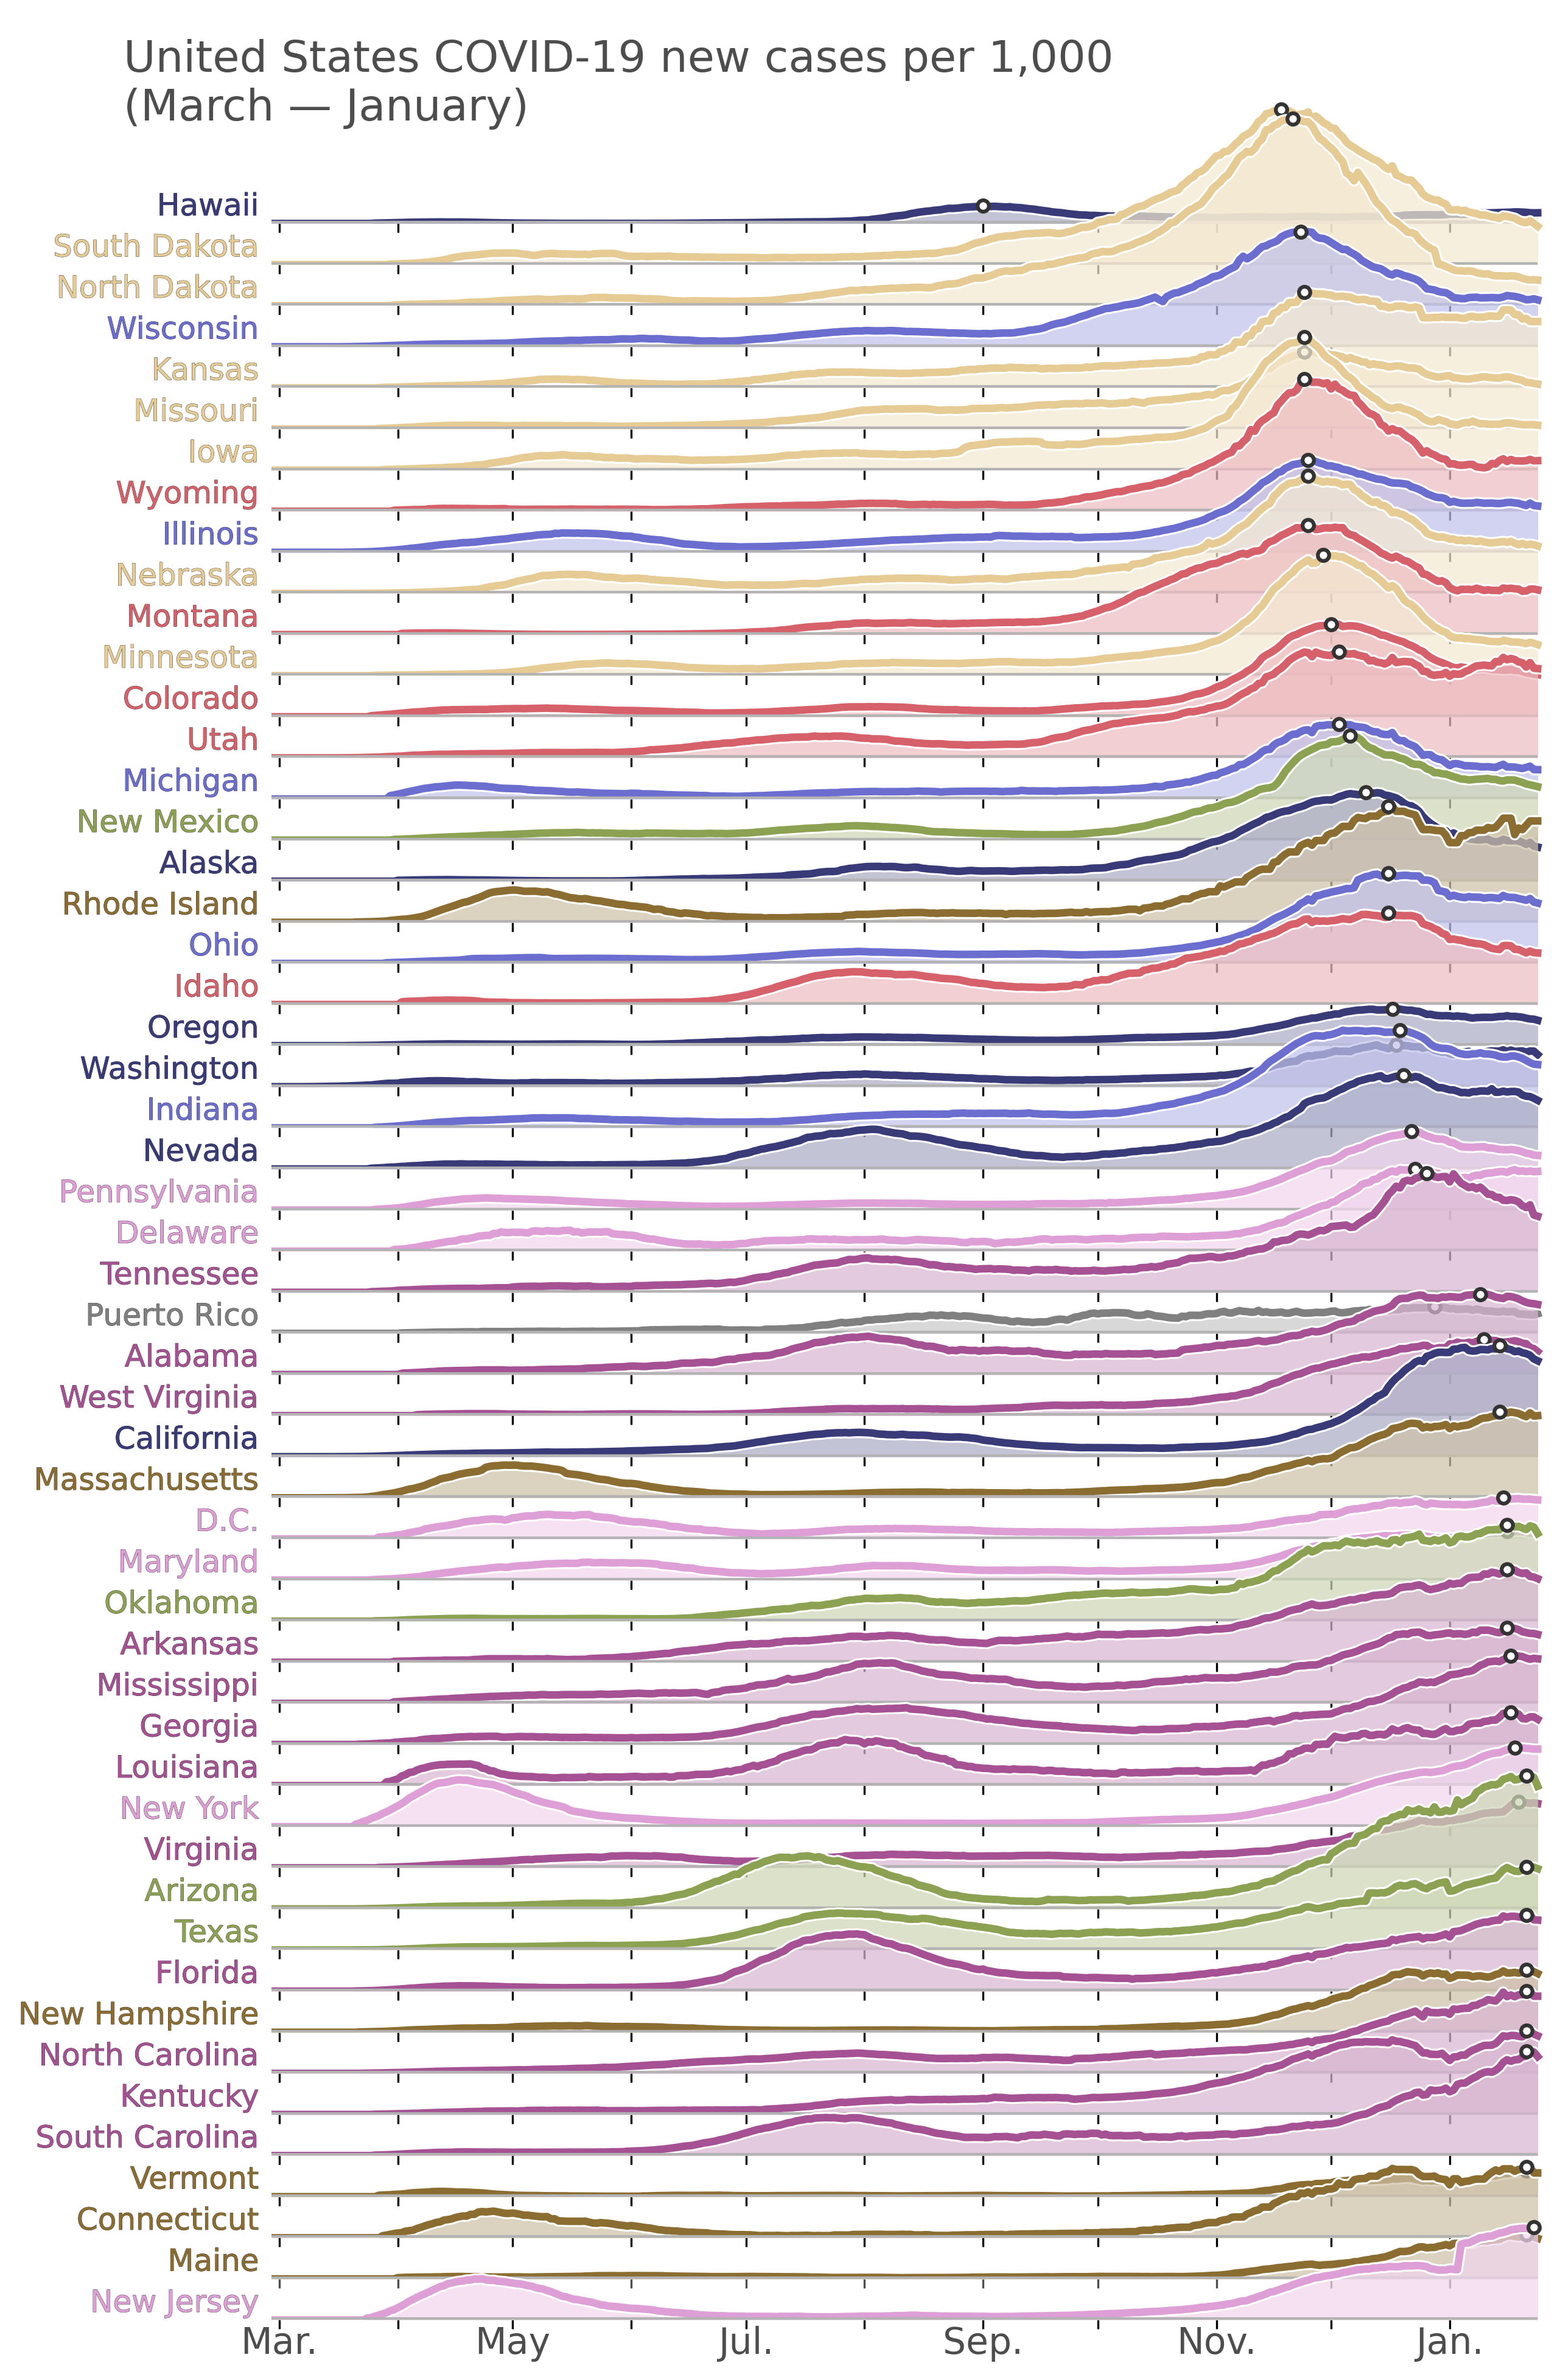 United States COVID-19 new cases per 1,000
(March — January)
Hawaii
South Dakota
North Dakota
Wisconsin
Kansas
Missouri
Iowa
Wyoming
Illinois
Nebraska
Montana
Minnesota
Colorado
Utah
Michigan
New Mexico
Alaska
Rhode Island
Ohio
Idaho
Oregon
Washington
Indiana
Nevada
Pennsylvania
Delaware
Tennessee
Puerto Rico
Alabama
West Virginia
California
Massachusetts
D.C.
Maryland
Oklahoma
Arkansas
Mississippi
Georgia
Louisiana
New York
Virginia
Arizona
Texas
Florida
New Hampshire
North Carolina
Kentucky
South Carolina
Vermont
Connecticut
Maine
New Jersey
Mar. May Jul. Sep. Nov. Jan.